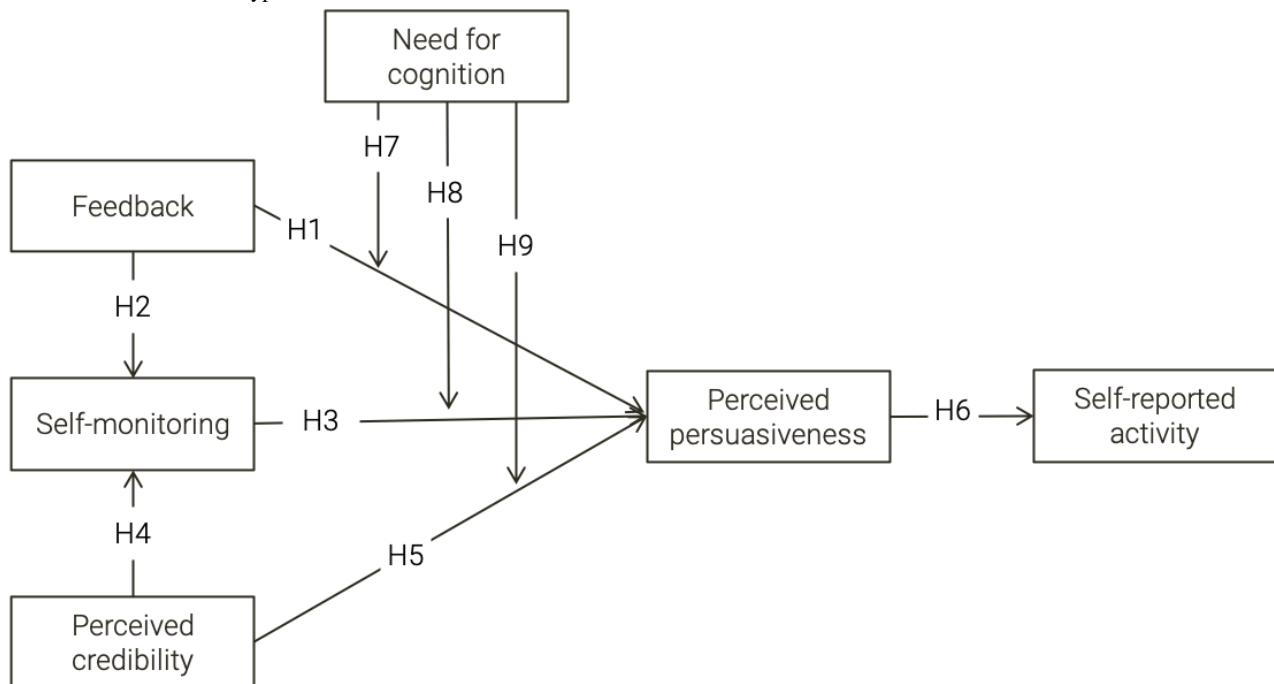 Need for
cognition
H7
H8
Feedback
H1
H9
H2
Self-monitoring
H3
Perceived
persuasiveness
H6
Self-reported
activity
H4
H5
Perceived
credibility